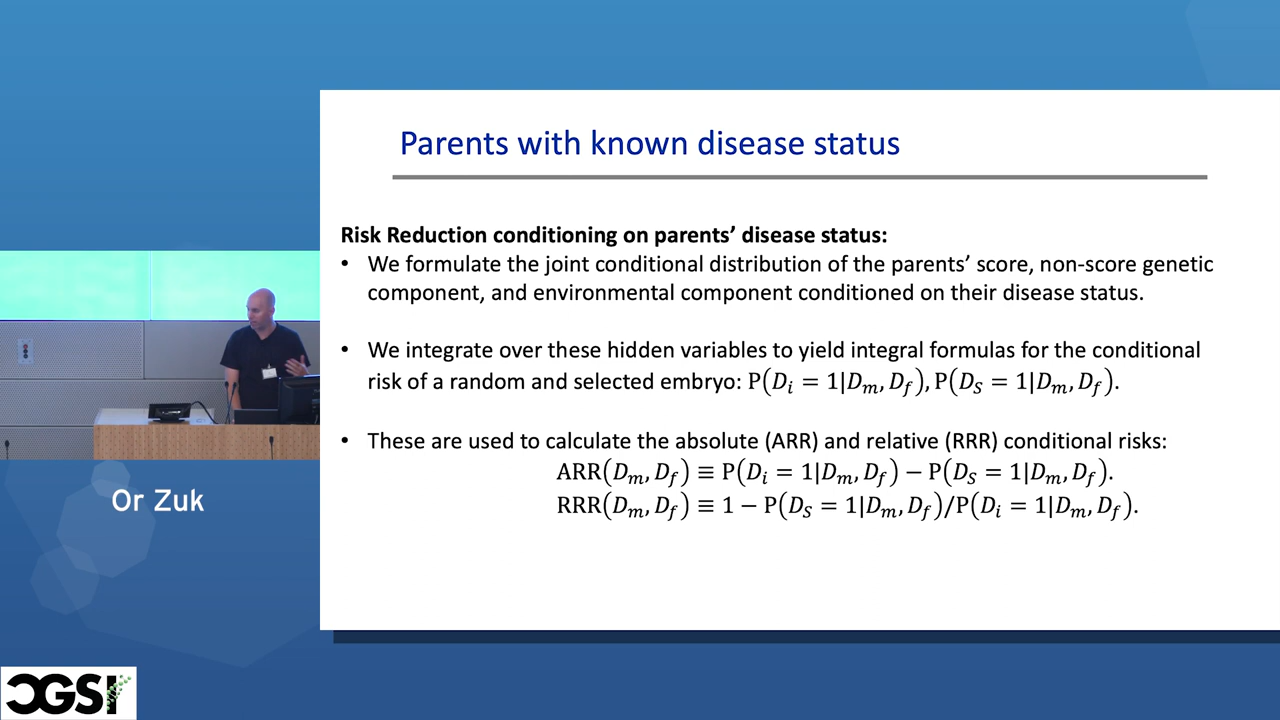 Parents with known disease status
Risk Reduction conditioning on parents’ disease status:
• We formulate the joint conditional distribution of the parents’ score, non-score genetic
component, and environmental component conditioned on their disease status.
• We integrate over these hidden variables to yield integral formulas for the conditional
risk of a random and selected embryo: P(D_i = 1|D_m, D_f), P(D_S = 1|D_m, D_f).
• These are used to calculate the absolute (ARR) and relative (RRR) conditional risks:
ARR(D_m, D_f) ≡ P(D_i = 1|D_m, D_f) − P(D_S = 1|D_m, D_f).
RRR(D_m, D_f) ≡ 1 − P(D_S = 1|D_m, D_f)/P(D_i = 1|D_m, D_f).
Or Zuk
CGSI